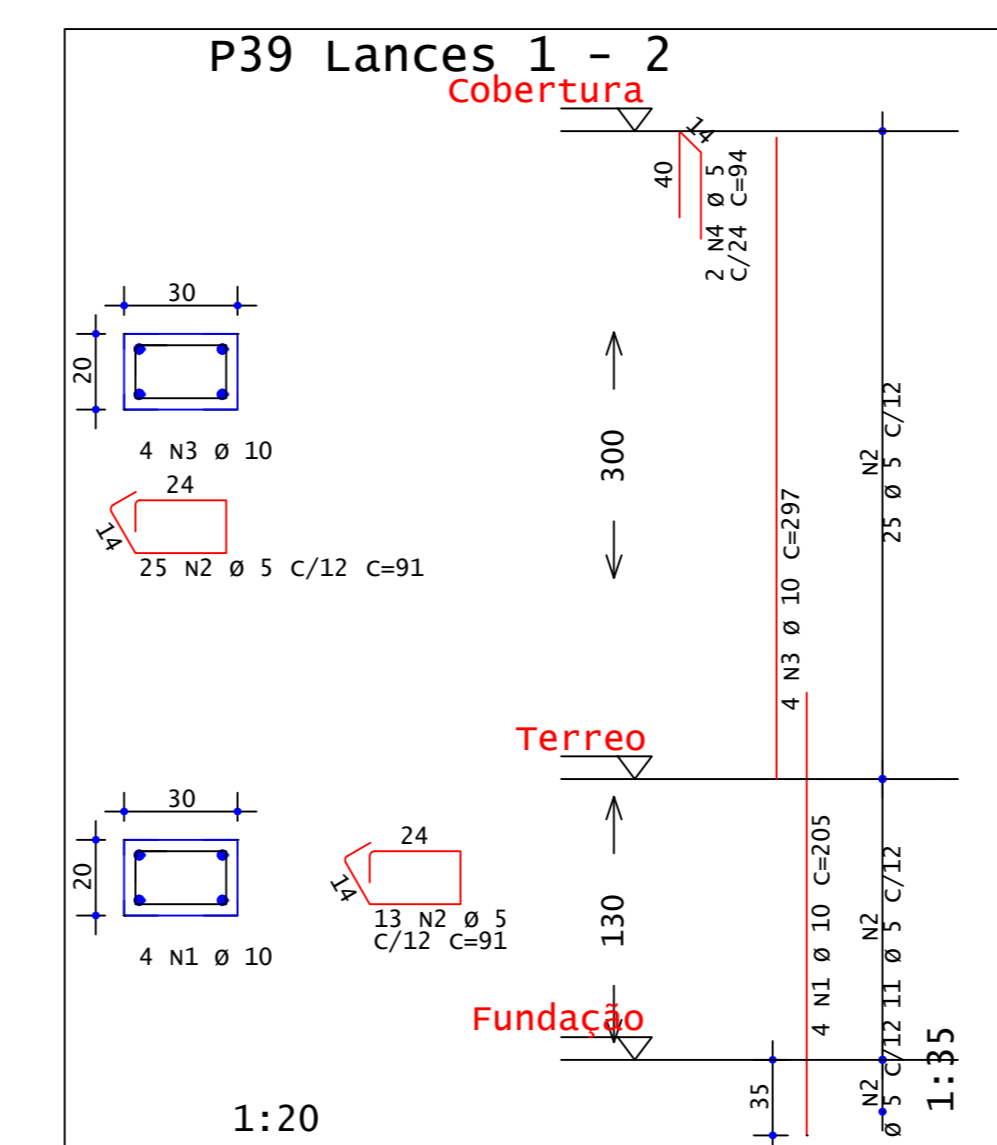 P39 Lances 1 - 2
Cobertura
14
40
2 N4 Ø 5
C/24 C=94
30
20
4 N3 Ø 10
24
14
25 N2 Ø 5 C/12 C=91
300
4 N3 Ø 10 C=297
N2
25 Ø 5 C/12
Terreo
30
20
4 N1 Ø 10
24
14
13 N2 Ø 5
C/12 C=91
130
4 N1 Ø 10 C=205
N2
11 Ø 5 C/12
Fundação
35
N2
Ø 5 C/12
1:20
1:35